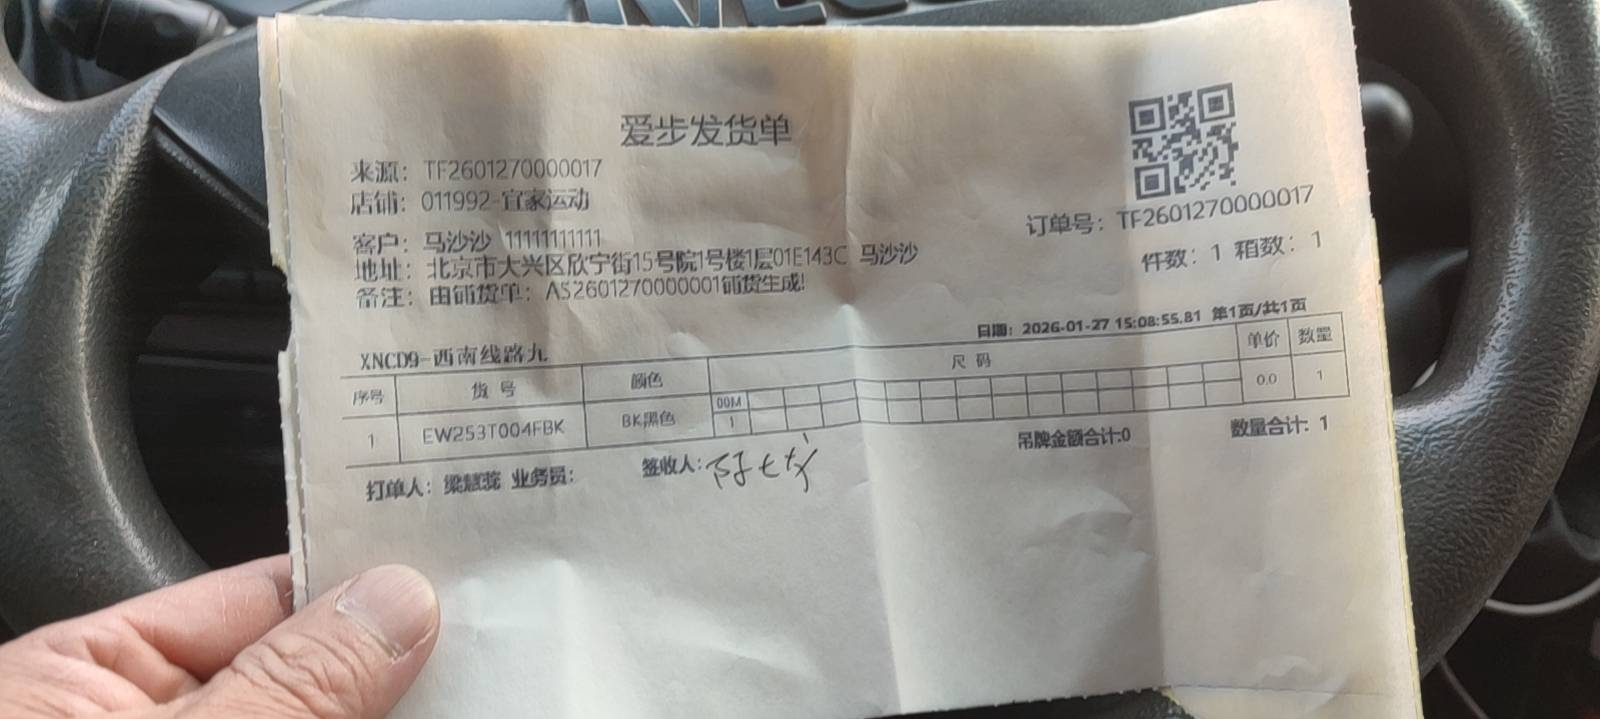 爱步发货单
来源：TF2601270000017
店铺：011992-宜家运动
订单号：TF2601270000017
客户：马沙沙 11111111111
件数：1 箱数：1
地址：北京市大兴区欣宁街15号院1号楼1层01E143C 马沙沙
备注：由铺货单：AS2601270000001铺货生成!
日期：2026-01-27 15:08:55.81 第1页/共1页
XNCD9-西南线路九
序号 货号 颜色 尺码 单价 数量
00M
1 EW253T004FBK BK黑色 1 0.0 1
吊牌金额合计:0 数量合计: 1
打单人：梁慧蕊 业务员： 签收人：